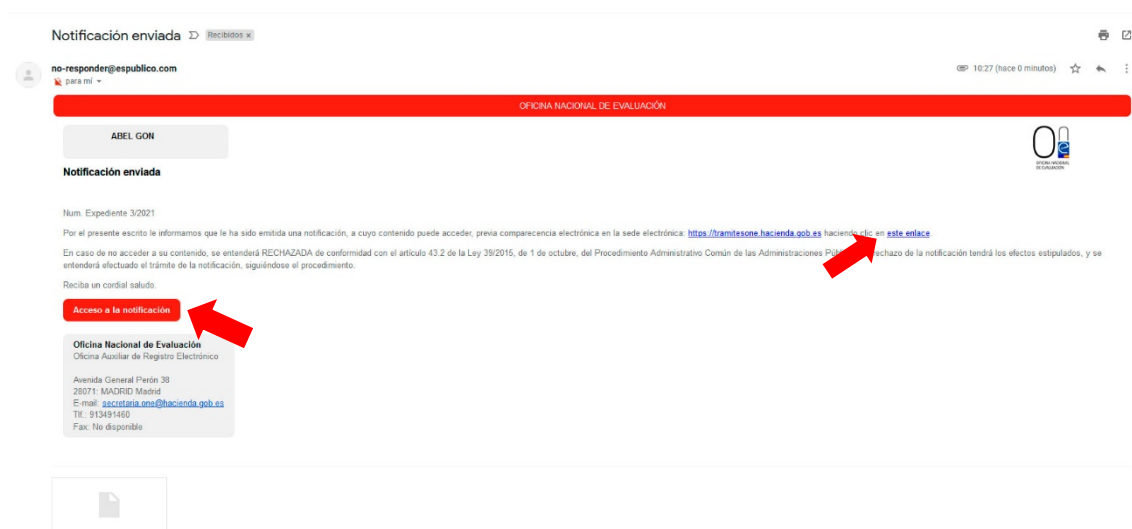 Notificación enviada Recibidos x
no-responder@espublico.com
10:27 (hace 0 minutos)
para mí
OFICINA NACIONAL DE EVALUACIÓN
ABEL GON
OFICINA NACIONAL
DE EVALUACIÓN
Notificación enviada
Num. Expediente 3/2021
Por el presente escrito le informamos que le ha sido emitida una notificación, a cuyo contenido puede acceder, previa comparecencia electrónica en la sede electrónica: https://tramitesone.hacienda.gob.es haciendo clic en este enlace.
En caso de no acceder a su contenido, se entenderá RECHAZADA de conformidad con el artículo 43.2 de la Ley 39/2015, de 1 de octubre, del Procedimiento Administrativo Común de las Administraciones rechazo de la notificación tendrá los efectos estipulados, y se
entenderá efectuado el trámite de la notificación, siguiéndose el procedimiento.
Reciba un cordial saludo.
Acceso a la notificación
Oficina Nacional de Evaluación
Oficina Auxiliar de Registro Electrónico
Avenida General Perón 38
28071: MADRID Madrid
E-mail: secretaria.one@hacienda.gob.es
Tlf.: 913491460
Fax: No disponible